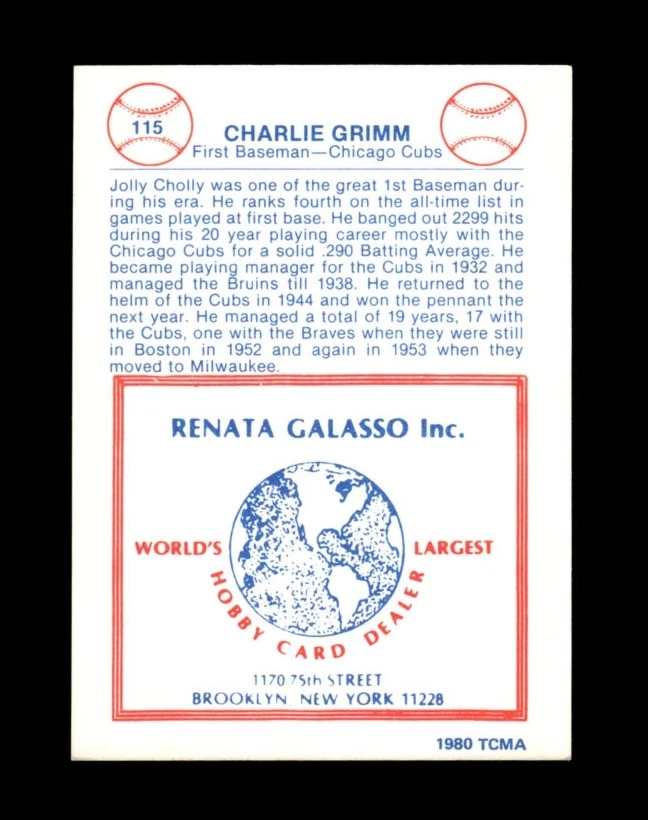 115
CHARLIE GRIMM
First Baseman—Chicago Cubs
Jolly Cholly was one of the great 1st Baseman dur-
ing his era. He ranks fourth on the all-time list in
games played at first base. He banged out 2299 hits
during his 20 year playing career mostly with the
Chicago Cubs for a solid .290 Batting Average. He
became playing manager for the Cubs in 1932 and
managed the Bruins till 1938. He returned to the
helm of the Cubs in 1944 and won the pennant the
next year. He managed a total of 19 years, 17 with
the Cubs, one with the Braves when they were still
in Boston in 1952 and again in 1953 when they
moved to Milwaukee.
RENATA GALASSO Inc.
WORLD'S LARGEST
HOBBY CARD DEALER
1170 75th STREET
BROOKLYN, NEW YORK 11228
1980 TCMA